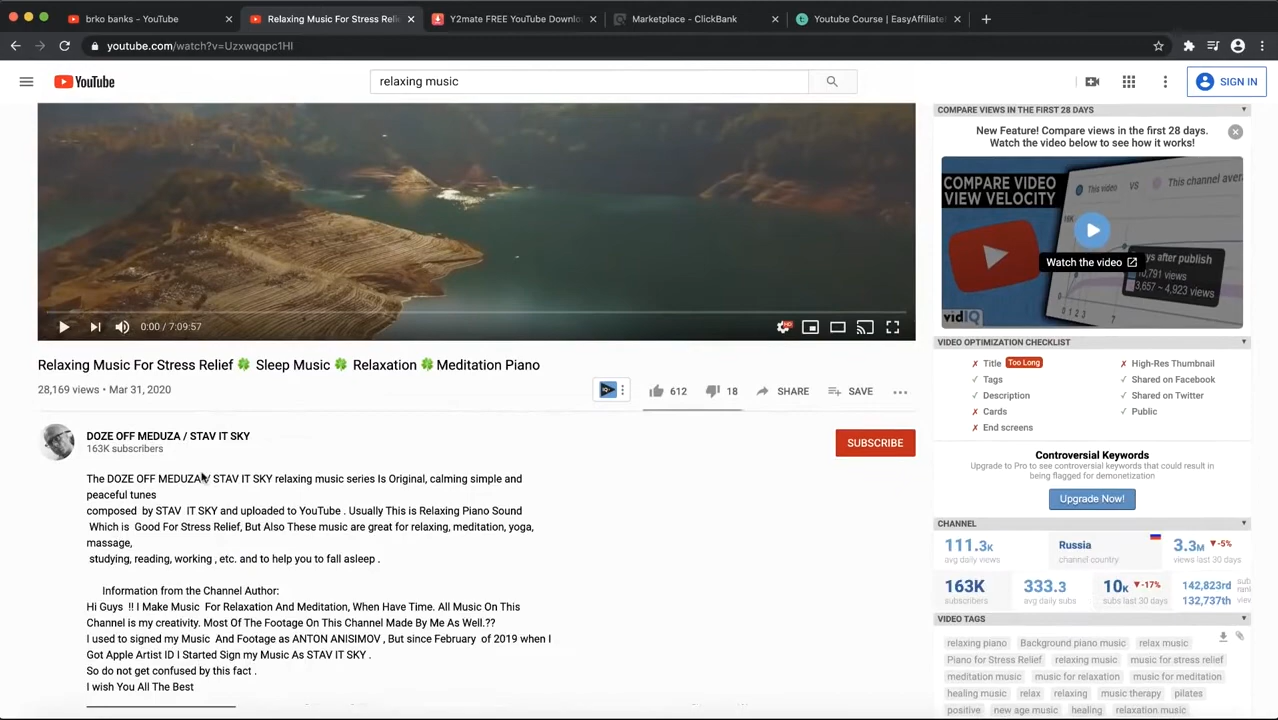 brko banks - YouTube
Relaxing Music For Stress Reli
Y2mate FREE YouTube Downlo
Marketplace - ClickBank
Youtube Course | EasyAffiliate
youtube.com/watch?v=Uzxwqqpc1HI
YouTube
relaxing music
SIGN IN
0:00 / 7:09:57
Relaxing Music For Stress Relief 🍀 Sleep Music 🍀 Relaxation 🍀Meditation Piano
28,169 views • Mar 31, 2020
612
18
SHARE
SAVE
DOZE OFF MEDUZA / STAV IT SKY
163K subscribers
SUBSCRIBE
The DOZE OFF MEDUZA / STAV IT SKY relaxing music series Is Original, calming simple and
peaceful tunes
composed by STAV IT SKY and uploaded to YouTube . Usually This is Relaxing Piano Sound
Which is Good For Stress Relief, But Also These music are great for relaxing, meditation, yoga,
massage,
studying, reading, working , etc. and to help you to fall asleep .
Information from the Channel Author:
Hi Guys !! I Make Music For Relaxation And Meditation, When Have Time. All Music On This
Channel is my creativity. Most Of The Footage On This Channel Made By Me As Well.??
I used to signed my Music And Footage as ANTON ANISIMOV , But since February of 2019 when I
Got Apple Artist ID I Started Sign my Music As STAV IT SKY .
So do not get confused by this fact .
I wish You All The Best
COMPARE VIEWS IN THE FIRST 28 DAYS
New Feature! Compare views in the first 28 days.
Watch the video below to see how it works!
COMPARE VIDEO
VIEW VELOCITY
This video VS This channel aver
Watch the video
ys after publish
10,791 views
3,657 – 4,923 views
0 1 2 3 7
vidIQ
VIDEO OPTIMIZATION CHECKLIST
✗ Title Too Long
✓ Tags
✓ Description
✗ Cards
✗ End screens
✗ High-Res Thumbnail
✓ Shared on Facebook
✓ Shared on Twitter
✓ Public
Controversial Keywords
Upgrade to Pro to see controversial keywords that could result in
being flagged for demonetization
Upgrade Now!
CHANNEL
111.3K
avg daily views
Russia
channel country
3.3M ▼-5%
views last 30 days
163K
subscribers
333.3
avg daily subs
10K ▼-17%
subs last 30 days
142,823rd
132,737th
VIDEO TAGS
relaxing piano Background piano music relax music
Piano for Stress Relief relaxing music music for stress relief
meditation music music for relaxation music for meditation
healing music relax relaxing music therapy pilates
positive new age music healing relaxation music